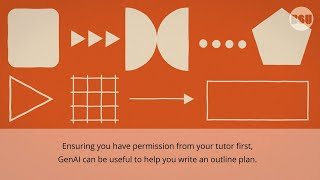 BSU
Ensuring you have permission from your tutor first,
GenAI can be useful to help you write an outline plan.